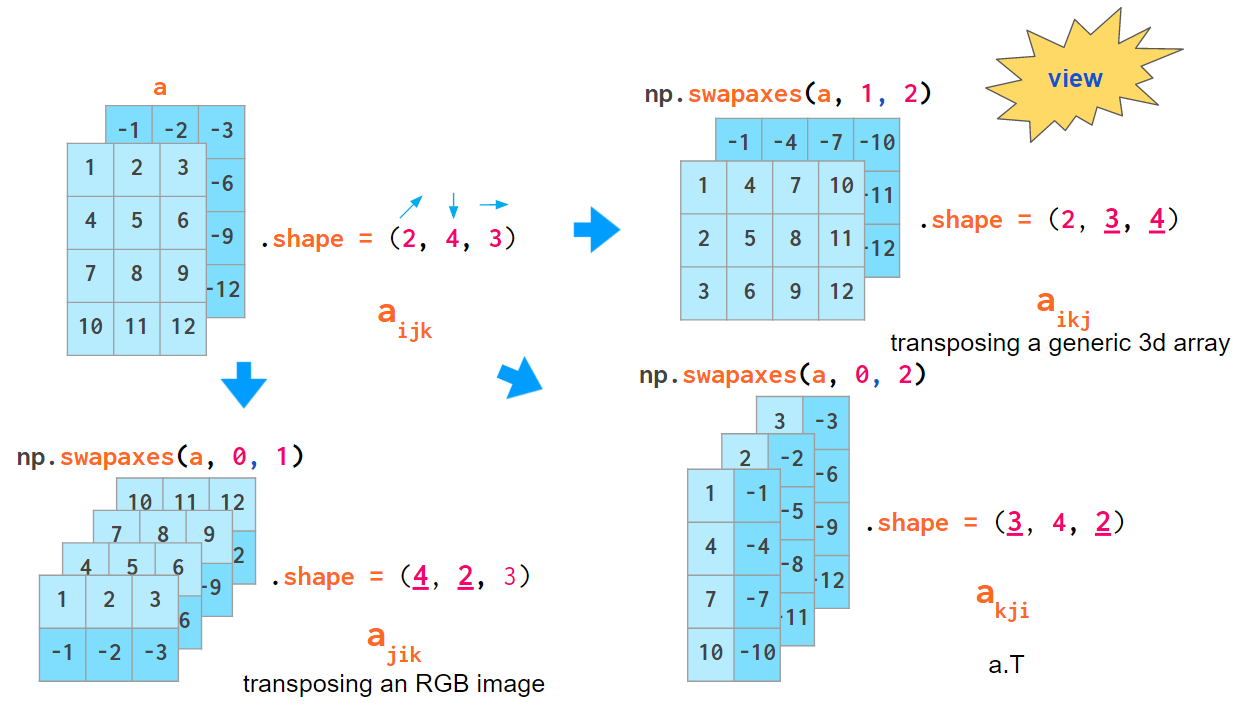 a
-1 -2 -3
1 2 3
-6
4 5 6
-9
7 8 9
-12
10 11 12
.shape = (2, 4, 3)
a ijk
view
np.swapaxes(a, 1, 2)
-1 -4 -7 -10
1 4 7 10
-11
2 5 8 11
-12
3 6 9 12
.shape = (2, 3, 4)
a ikj
transposing a generic 3d array
np.swapaxes(a, 0, 1)
10 11 12
7 8 9
2
4 5 6
-9
1 2 3
6
-1 -2 -3
.shape = (4, 2, 3)
a jik
transposing an RGB image
np.swapaxes(a, 0, 2)
3 -3
2 -2
-6
1 -1
-5
-9
4 -4
-8
-12
7 -7
-11
10 -10
.shape = (3, 4, 2)
a kji
a.T